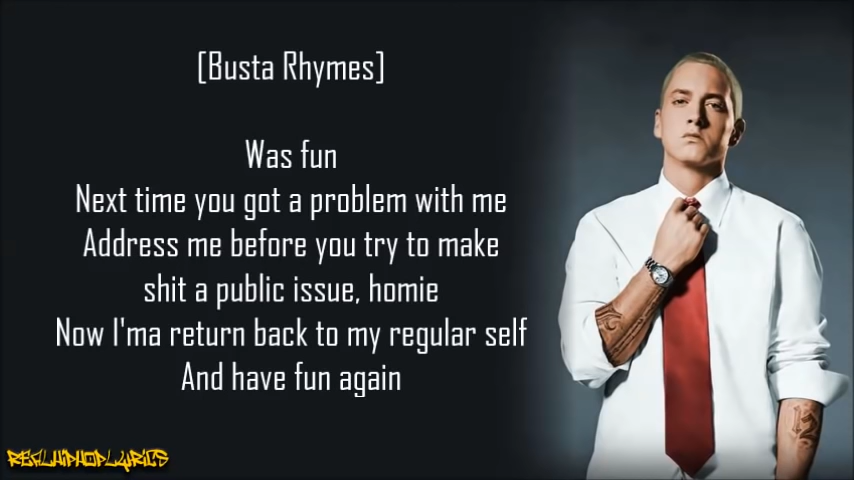 [Busta Rhymes]
Was fun
Next time you got a problem with me
Address me before you try to make
shit a public issue, homie
Now I'ma return back to my regular self
And have fun again
REALHIPHOPLYRICS